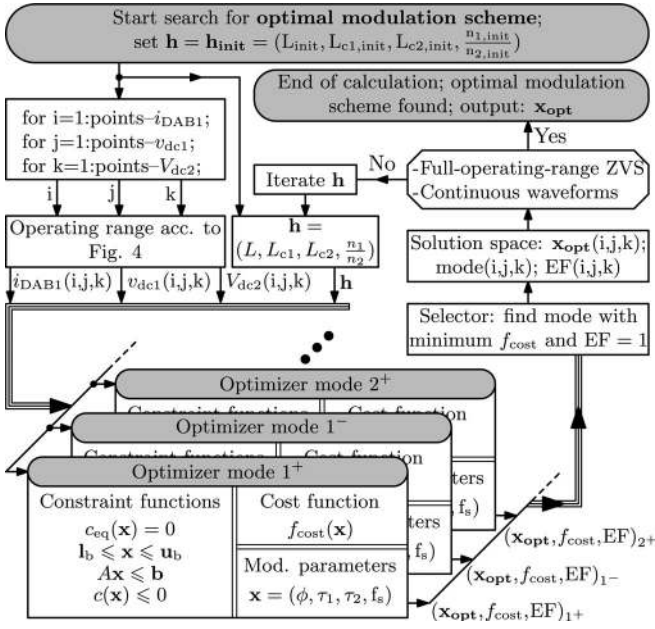 Start search for optimal modulation scheme;
set h = h_init = (L_init, L_c1,init, L_c2,init, n_1,init/n_2,init)
End of calculation; optimal modulation
scheme found; output: x_opt
Yes
for i=1:points–i_DAB1;
for j=1:points–v_dc1;
for k=1:points–V_dc2;
i j k
No
Iterate h
-Full-operating-range ZVS
-Continuous waveforms
Operating range acc. to
Fig. 4
h =
(L, L_c1, L_c2, n_1/n_2)
Solution space: x_opt(i,j,k);
mode(i,j,k); EF(i,j,k)
i_DAB1(i,j,k) v_dc1(i,j,k) V_dc2(i,j,k) h
Selector: find mode with
minimum f_cost and EF = 1
Optimizer mode 2⁺
Constraint functions Cost function
Optimizer mode 1⁻
Optimizer mode 1⁺
Constraint functions
c_eq(x) = 0
l_b ⩽ x ⩽ u_b
Ax ⩽ b
c(x) ⩽ 0
Cost function
f_cost(x)
Mod. parameters
x = (ϕ, τ_1, τ_2, f_s)
(x_opt, f_cost, EF)_2+
(x_opt, f_cost, EF)_1−
(x_opt, f_cost, EF)_1+